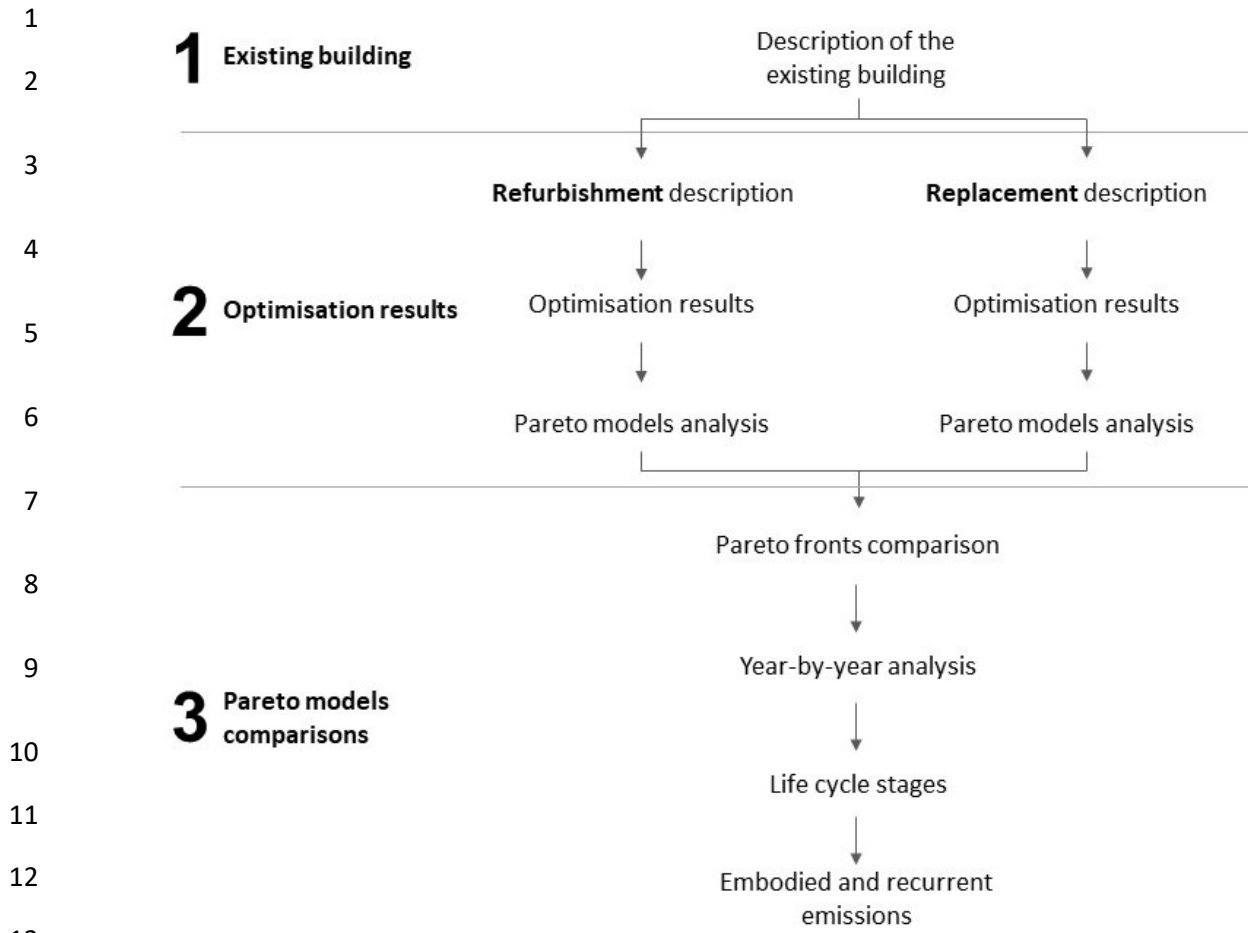 1
1 Existing building
Description of the
existing building
2
3
Refurbishment description
Replacement description
4
2 Optimisation results
Optimisation results
Optimisation results
5
6
Pareto models analysis
Pareto models analysis
7
Pareto fronts comparison
8
9
Year-by-year analysis
3 Pareto models
comparisons
10
Life cycle stages
11
12
Embodied and recurrent
emissions